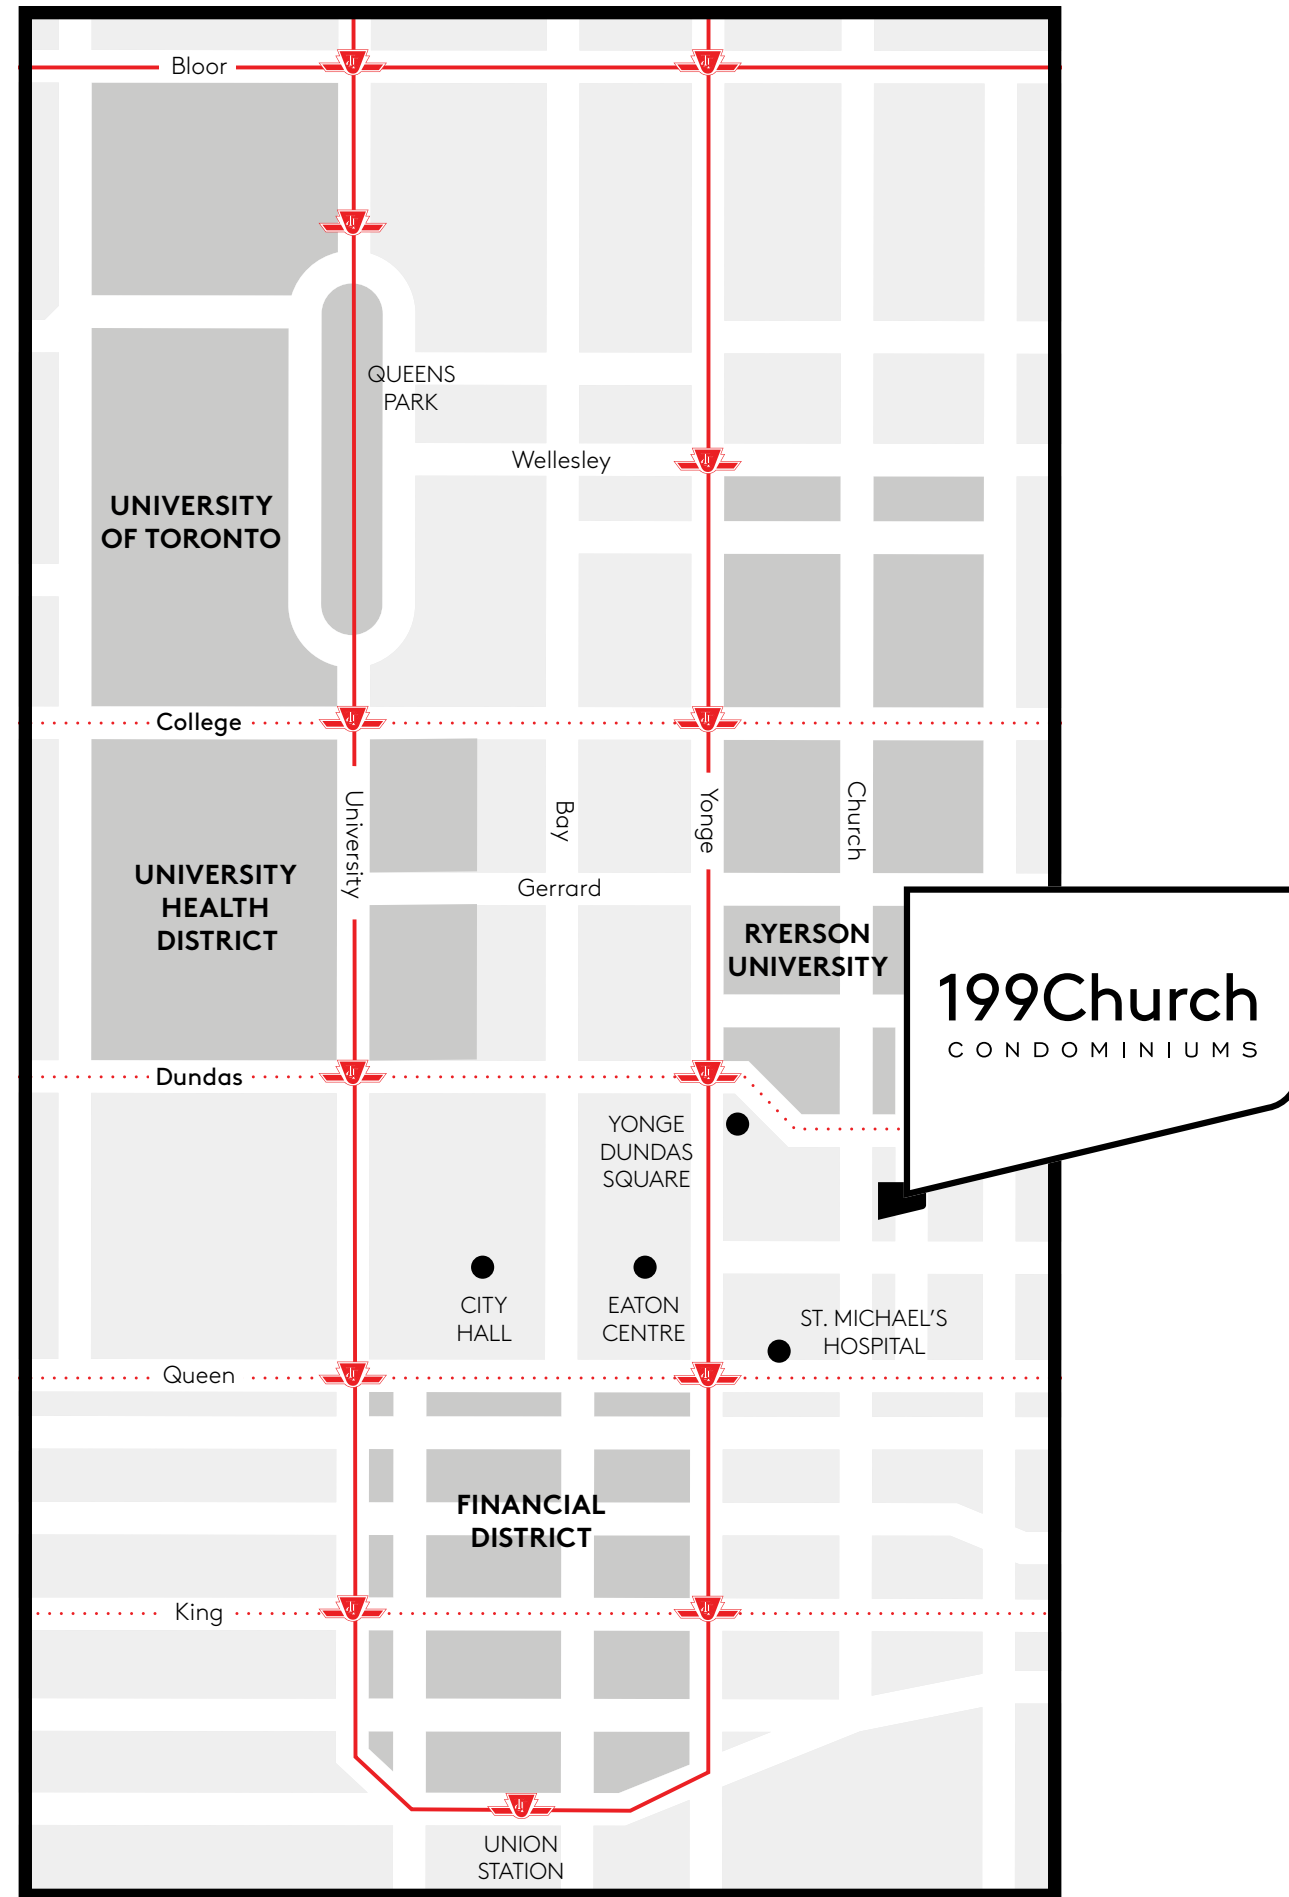 Bloor
QUEENS
PARK
Wellesley
UNIVERSITY
OF TORONTO
College
University
Bay
Yonge
Church
UNIVERSITY
HEALTH
DISTRICT
Gerrard
RYERSON
UNIVERSITY
199Church
CONDOMINIUMS
Dundas
YONGE
DUNDAS
SQUARE
CITY
HALL
EATON
CENTRE
ST. MICHAEL'S
HOSPITAL
Queen
FINANCIAL
DISTRICT
King
UNION
STATION